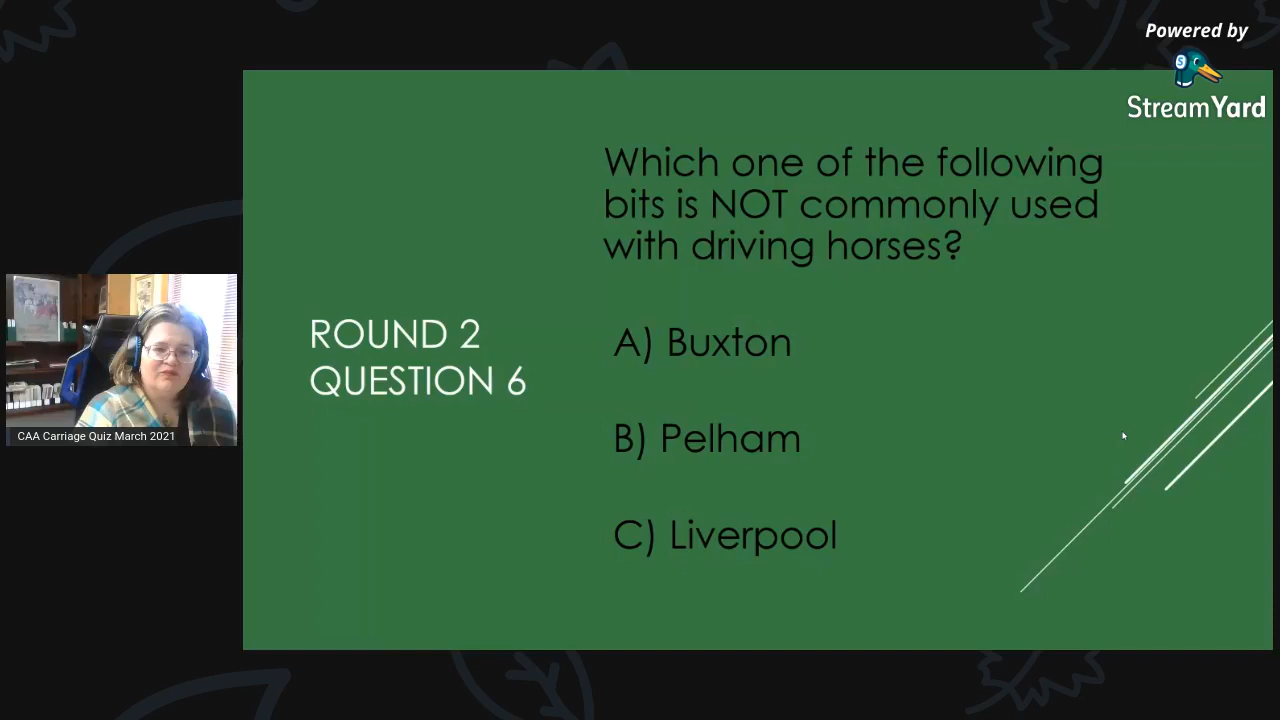 Powered by
StreamYard
Which one of the following
bits is NOT commonly used
with driving horses?
ROUND 2
QUESTION 6
A) Buxton
B) Pelham
C) Liverpool
CAA Carriage Quiz March 2021